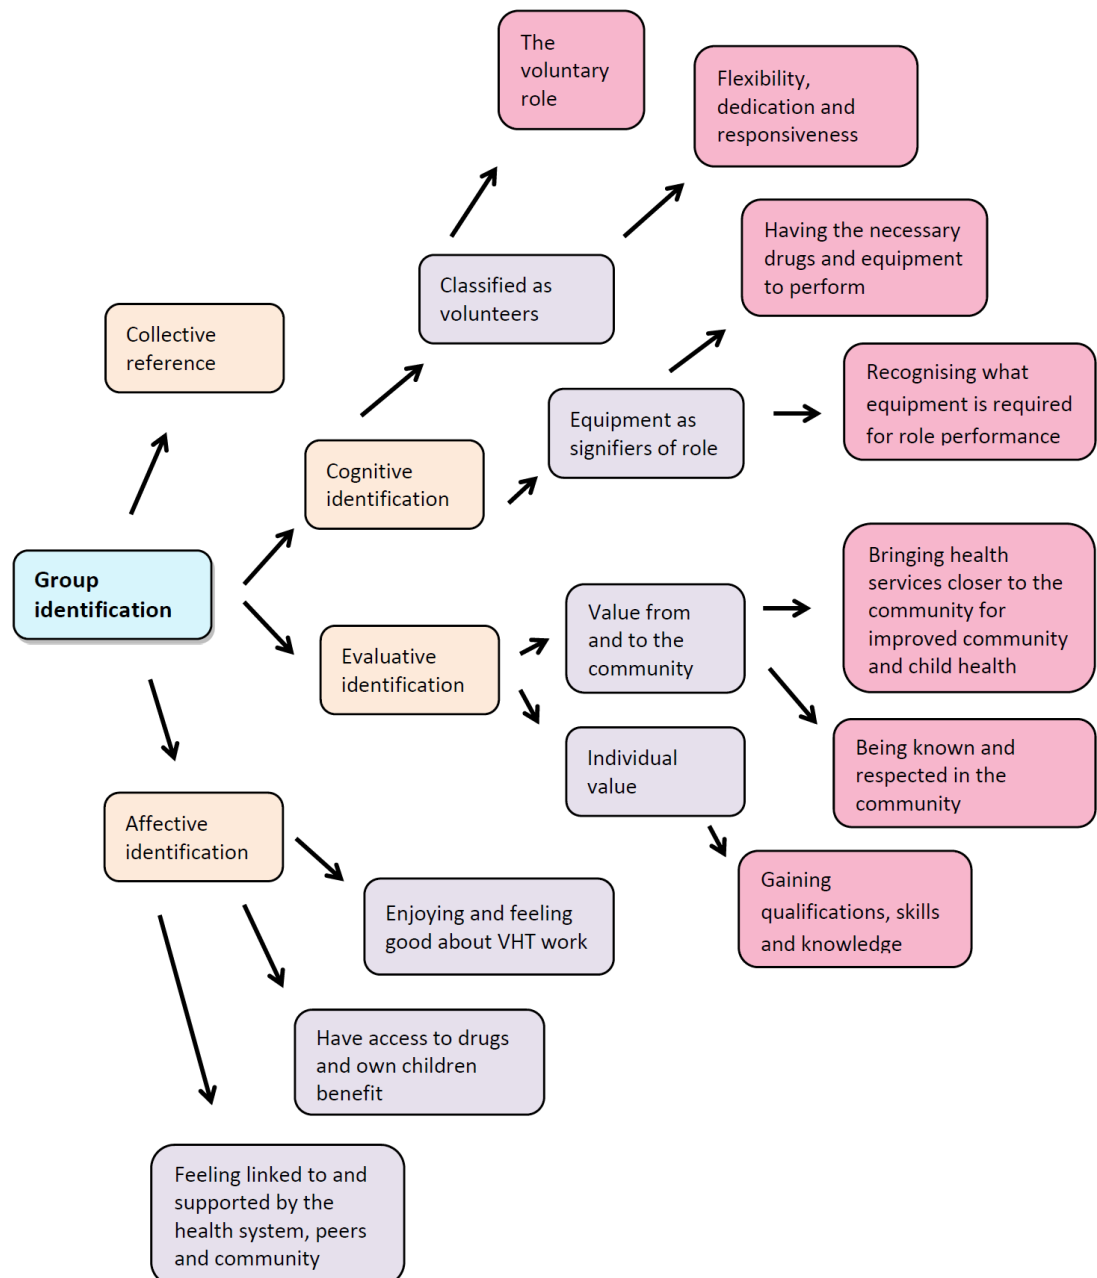 The
voluntary
role
Flexibility,
dedication and
responsiveness
Having the necessary
drugs and equipment
to perform
Classified as
volunteers
Collective
reference
Recognising what
equipment is required
for role performance
Equipment as
signifiers of role
Cognitive
identification
Group
identification
Bringing health
services closer to the
community for
improved community
and child health
Value from
and to the
community
Evaluative
identification
Individual
value
Being known and
respected in the
community
Affective
identification
Gaining
qualifications, skills
and knowledge
Enjoying and feeling
good about VHT work
Have access to drugs
and own children
benefit
Feeling linked to and
supported by the
health system, peers
and community